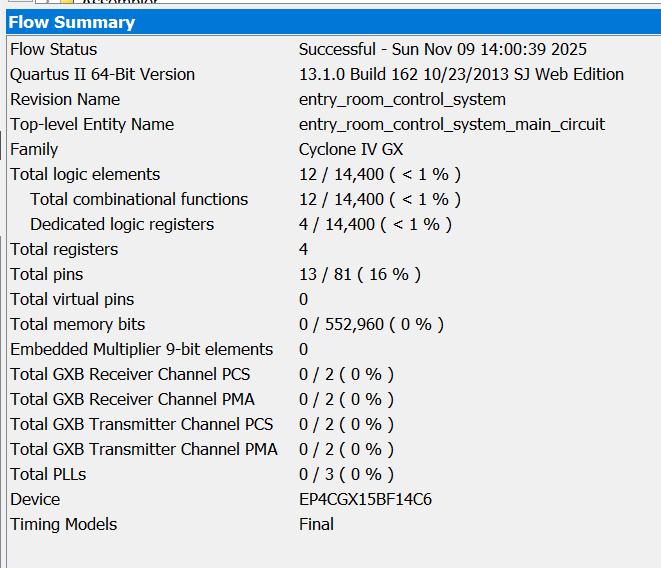 Assembler
Flow Summary
Flow Status Successful - Sun Nov 09 14:00:39 2025
Quartus II 64-Bit Version 13.1.0 Build 162 10/23/2013 SJ Web Edition
Revision Name entry_room_control_system
Top-level Entity Name entry_room_control_system_main_circuit
Family Cyclone IV GX
Total logic elements 12 / 14,400 ( < 1 % )
Total combinational functions 12 / 14,400 ( < 1 % )
Dedicated logic registers 4 / 14,400 ( < 1 % )
Total registers 4
Total pins 13 / 81 ( 16 % )
Total virtual pins 0
Total memory bits 0 / 552,960 ( 0 % )
Embedded Multiplier 9-bit elements 0
Total GXB Receiver Channel PCS 0 / 2 ( 0 % )
Total GXB Receiver Channel PMA 0 / 2 ( 0 % )
Total GXB Transmitter Channel PCS 0 / 2 ( 0 % )
Total GXB Transmitter Channel PMA 0 / 2 ( 0 % )
Total PLLs 0 / 3 ( 0 % )
Device EP4CGX15BF14C6
Timing Models Final